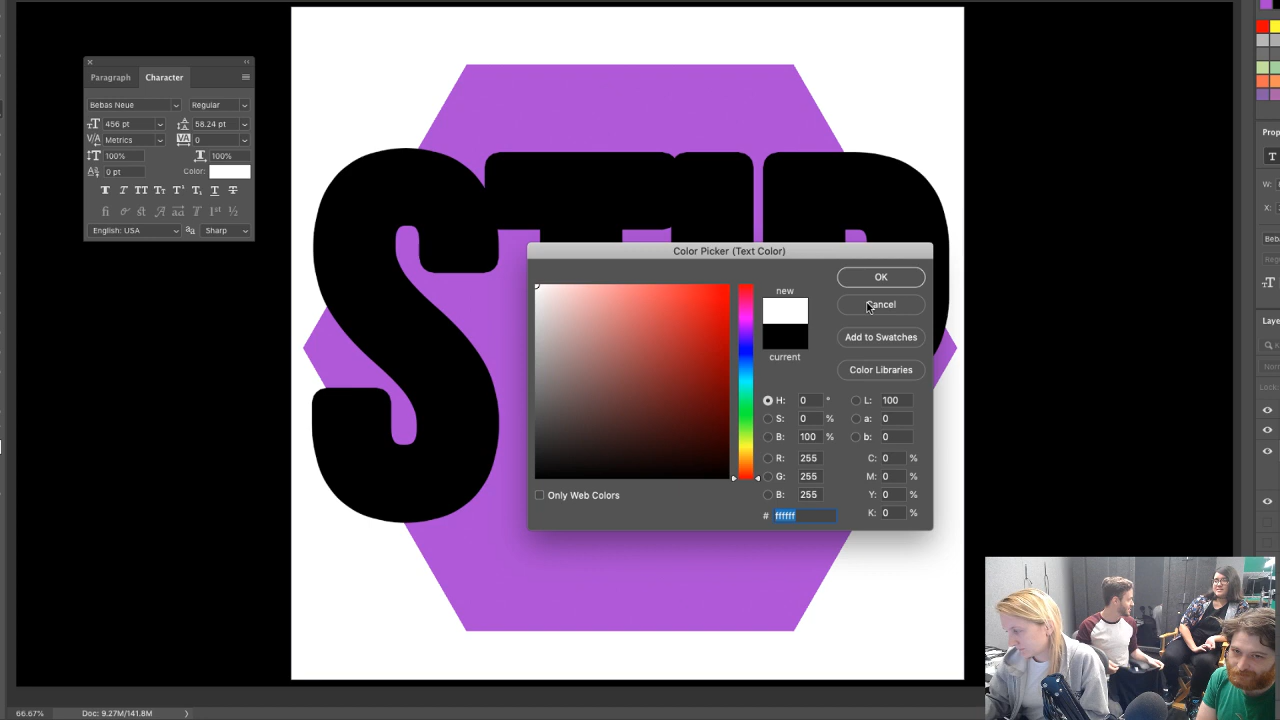 Paragraph Character
Bebas Neue Regular
456 pt 58.24 pt
Metrics 0
100% 100%
0 pt Color:
English: USA Sharp
Color Picker (Text Color)
new
current
OK
Cancel
Add to Swatches
Color Libraries
H: 0 ° L: 100
S: 0 % a: 0
B: 100 % b: 0
R: 255 C: 0 %
G: 255 M: 0 %
B: 255 Y: 0 %
# ffffff K: 0 %
Only Web Colors
66.67% Doc: 9.27M/141.8M
W:
X: